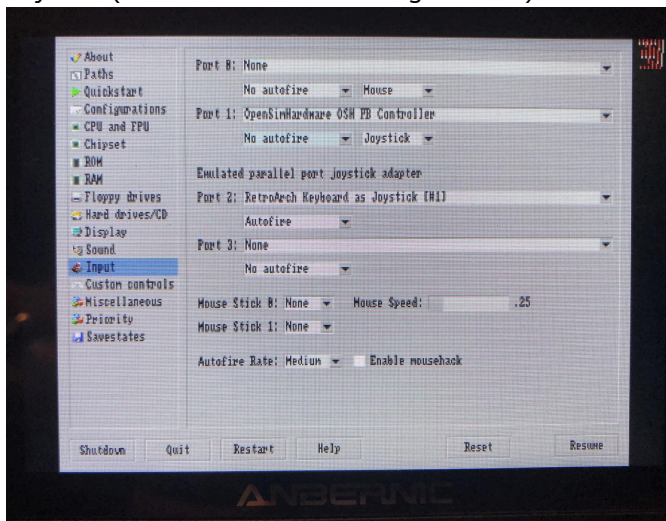 About
Paths
Quickstart
Configurations
CPU and FPU
Chipset
ROM
RAM
Floppy drives
Hard drives/CD
Display
Sound
Input
Custom controls
Miscellaneous
Priority
Savestates
Port 0: None
No autofire Mouse
Port 1: OpenSimHardware OSH PB Controller
No autofire Joystick
Emulated parallel port joystick adapter
Port 2: RetroArch Keyboard as Joystick [#1]
Autofire
Port 3: None
No autofire
Mouse Stick 0: None Mouse Speed: .25
Mouse Stick 1: None
Autofire Rate: Medium Enable mousehack
Shutdown Quit Restart Help Reset Resume
ANBERNIC